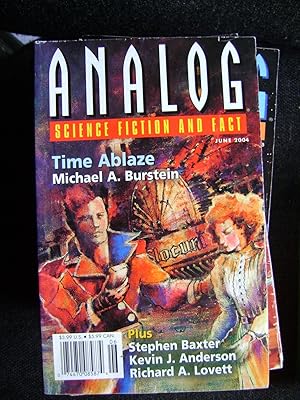 ANALOG
SCIENCE FICTION AND FACT
JUNE 2004
Time Ablaze
Michael A. Burstein
Slocum
$3.99 U.S. • $5.99 CAN
Plus
Stephen Baxter
Kevin J. Anderson
Richard A. Lovett